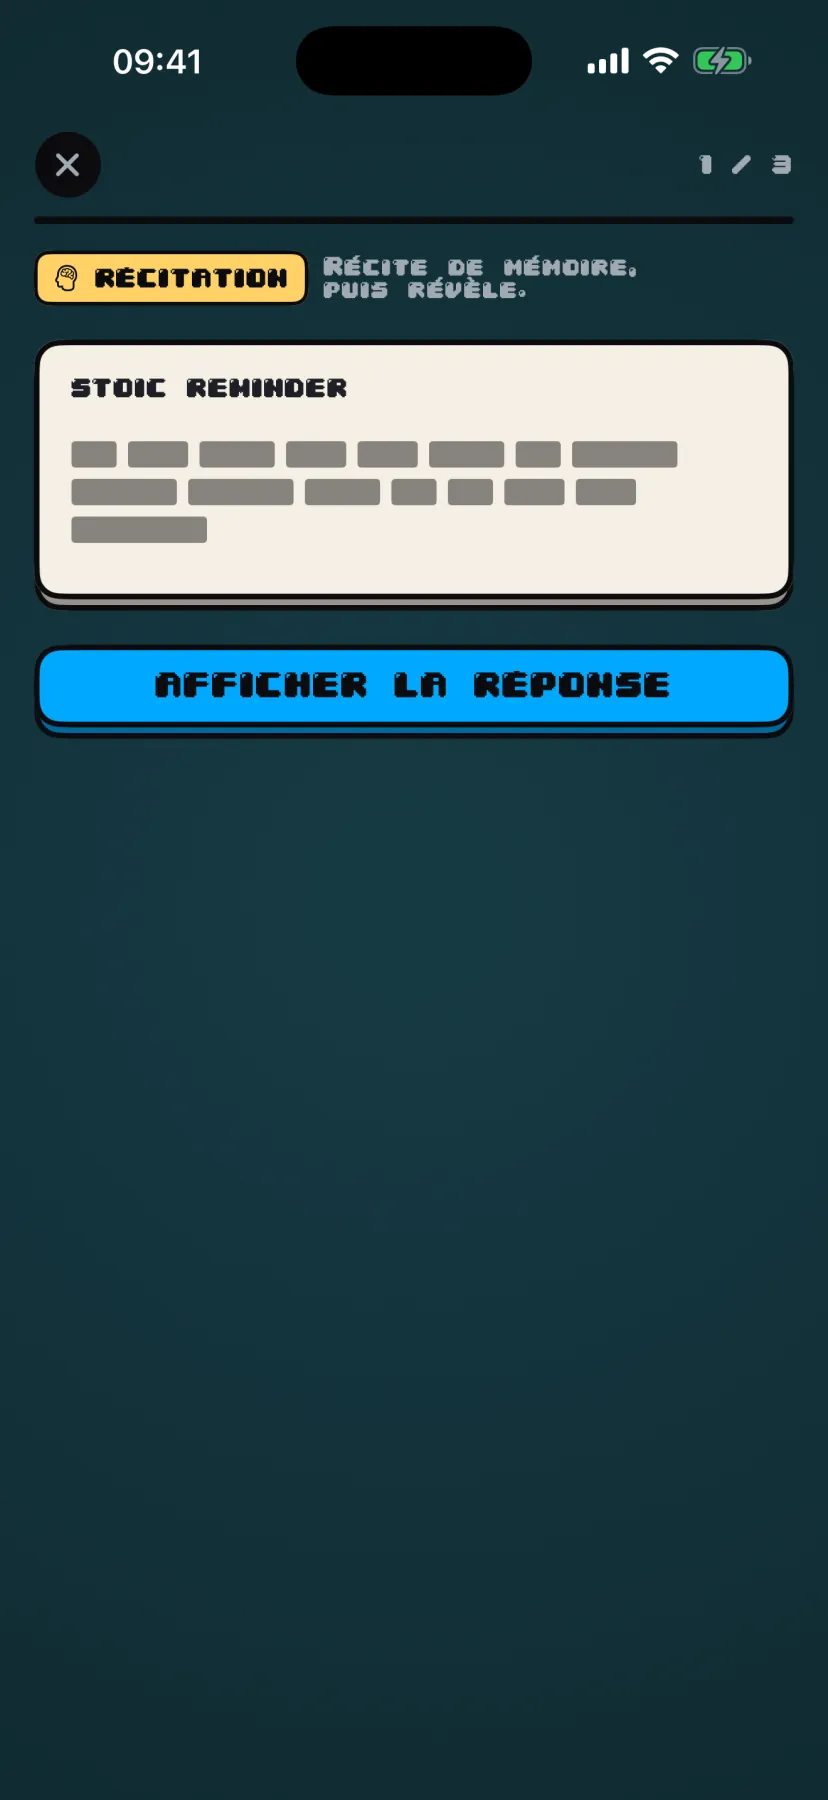 09:41
1 / 3
RÉCITATION
RÉCITE DE MÉMOIRE,
PUIS RÉVÈLE.
STOIC REMINDER
AFFICHER LA RÉPONSE